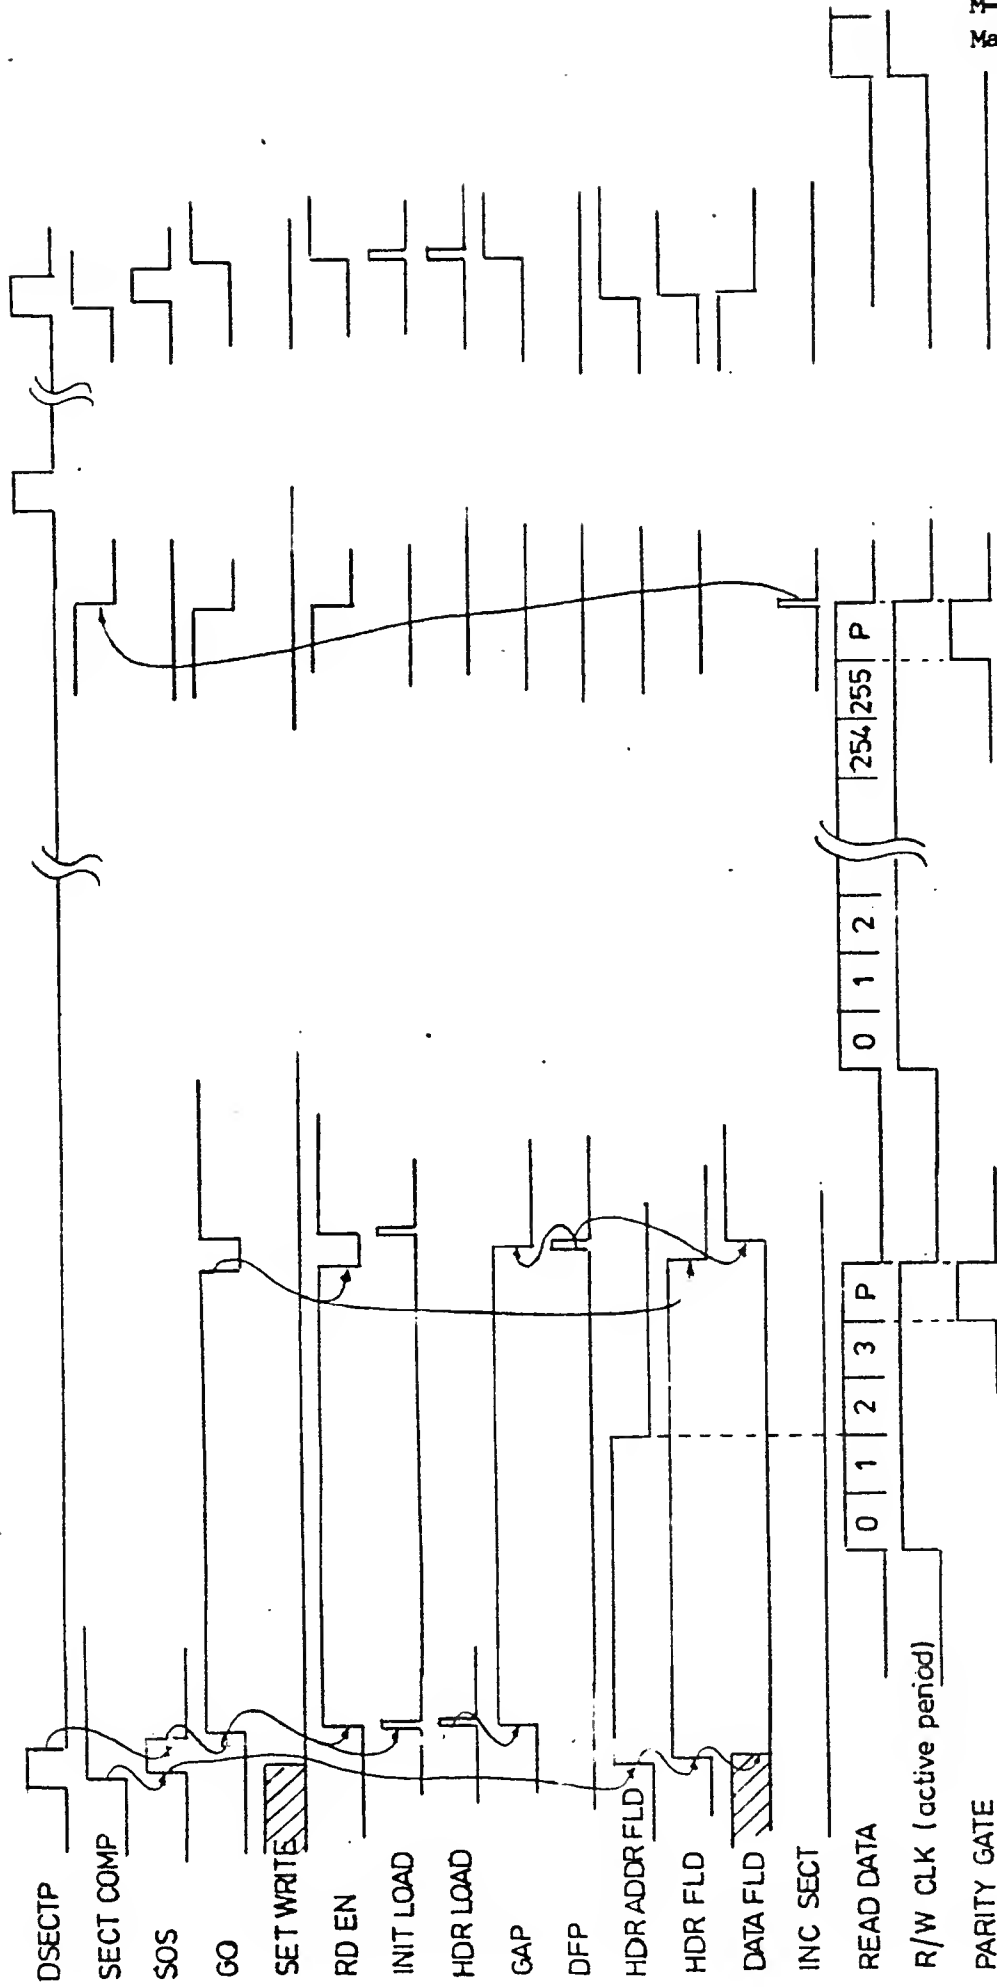 DSECTP
SECT COMP
SOS
GO
SET WRITE
RD EN
INIT LOAD
HDR LOAD
GAP
DFP
HDR ADDR FLD
HDR FLD
DATA FLD
INC SECT
READ DATA
0 1 2 3 P 0 1 2 254 255 P
R/W CLK (active period)
PARITY GATE
Ma